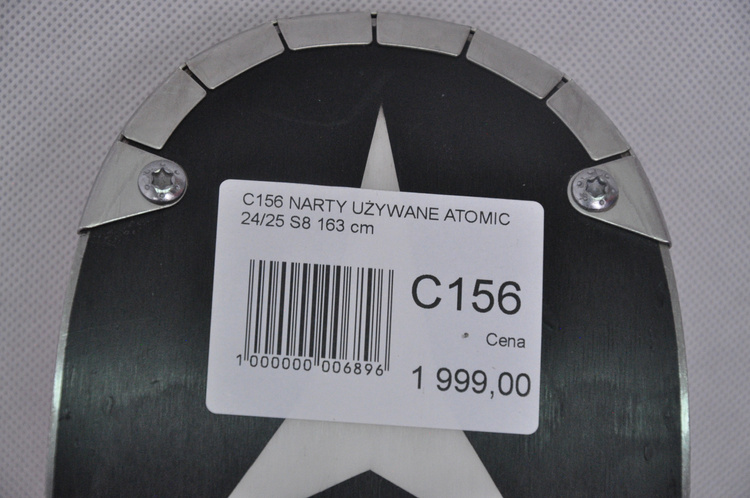 C156 NARTY UŻYWANE ATOMIC
24/25 S8 163 cm
C156
Cena
1 000000 006896
1 999,00